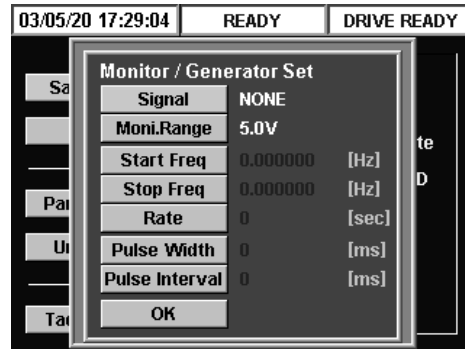 03/05/20 17:29:04 READY DRIVE READY
Monitor / Generator Set
Signal NONE
Moni.Range 5.0V
Start Freq 0.000000 [Hz]
Stop Freq 0.000000 [Hz]
Rate 0 [sec]
Pulse Width 0 [ms]
Pulse Interval 0 [ms]
OK